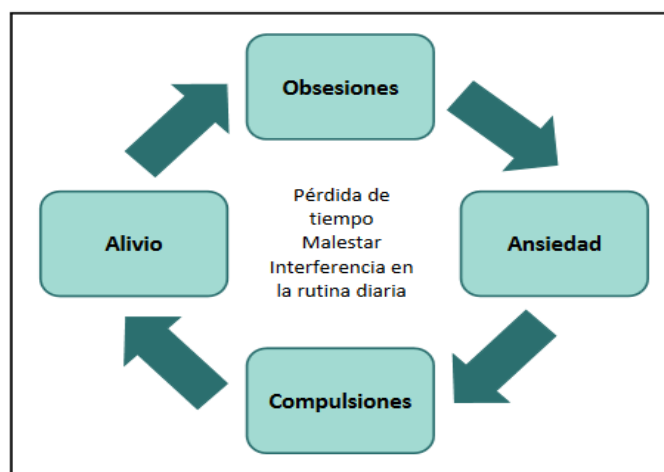 Obsesiones
Ansiedad
Compulsiones
Alivio
Pérdida de
tiempo
Malestar
Interferencia en
la rutina diaria